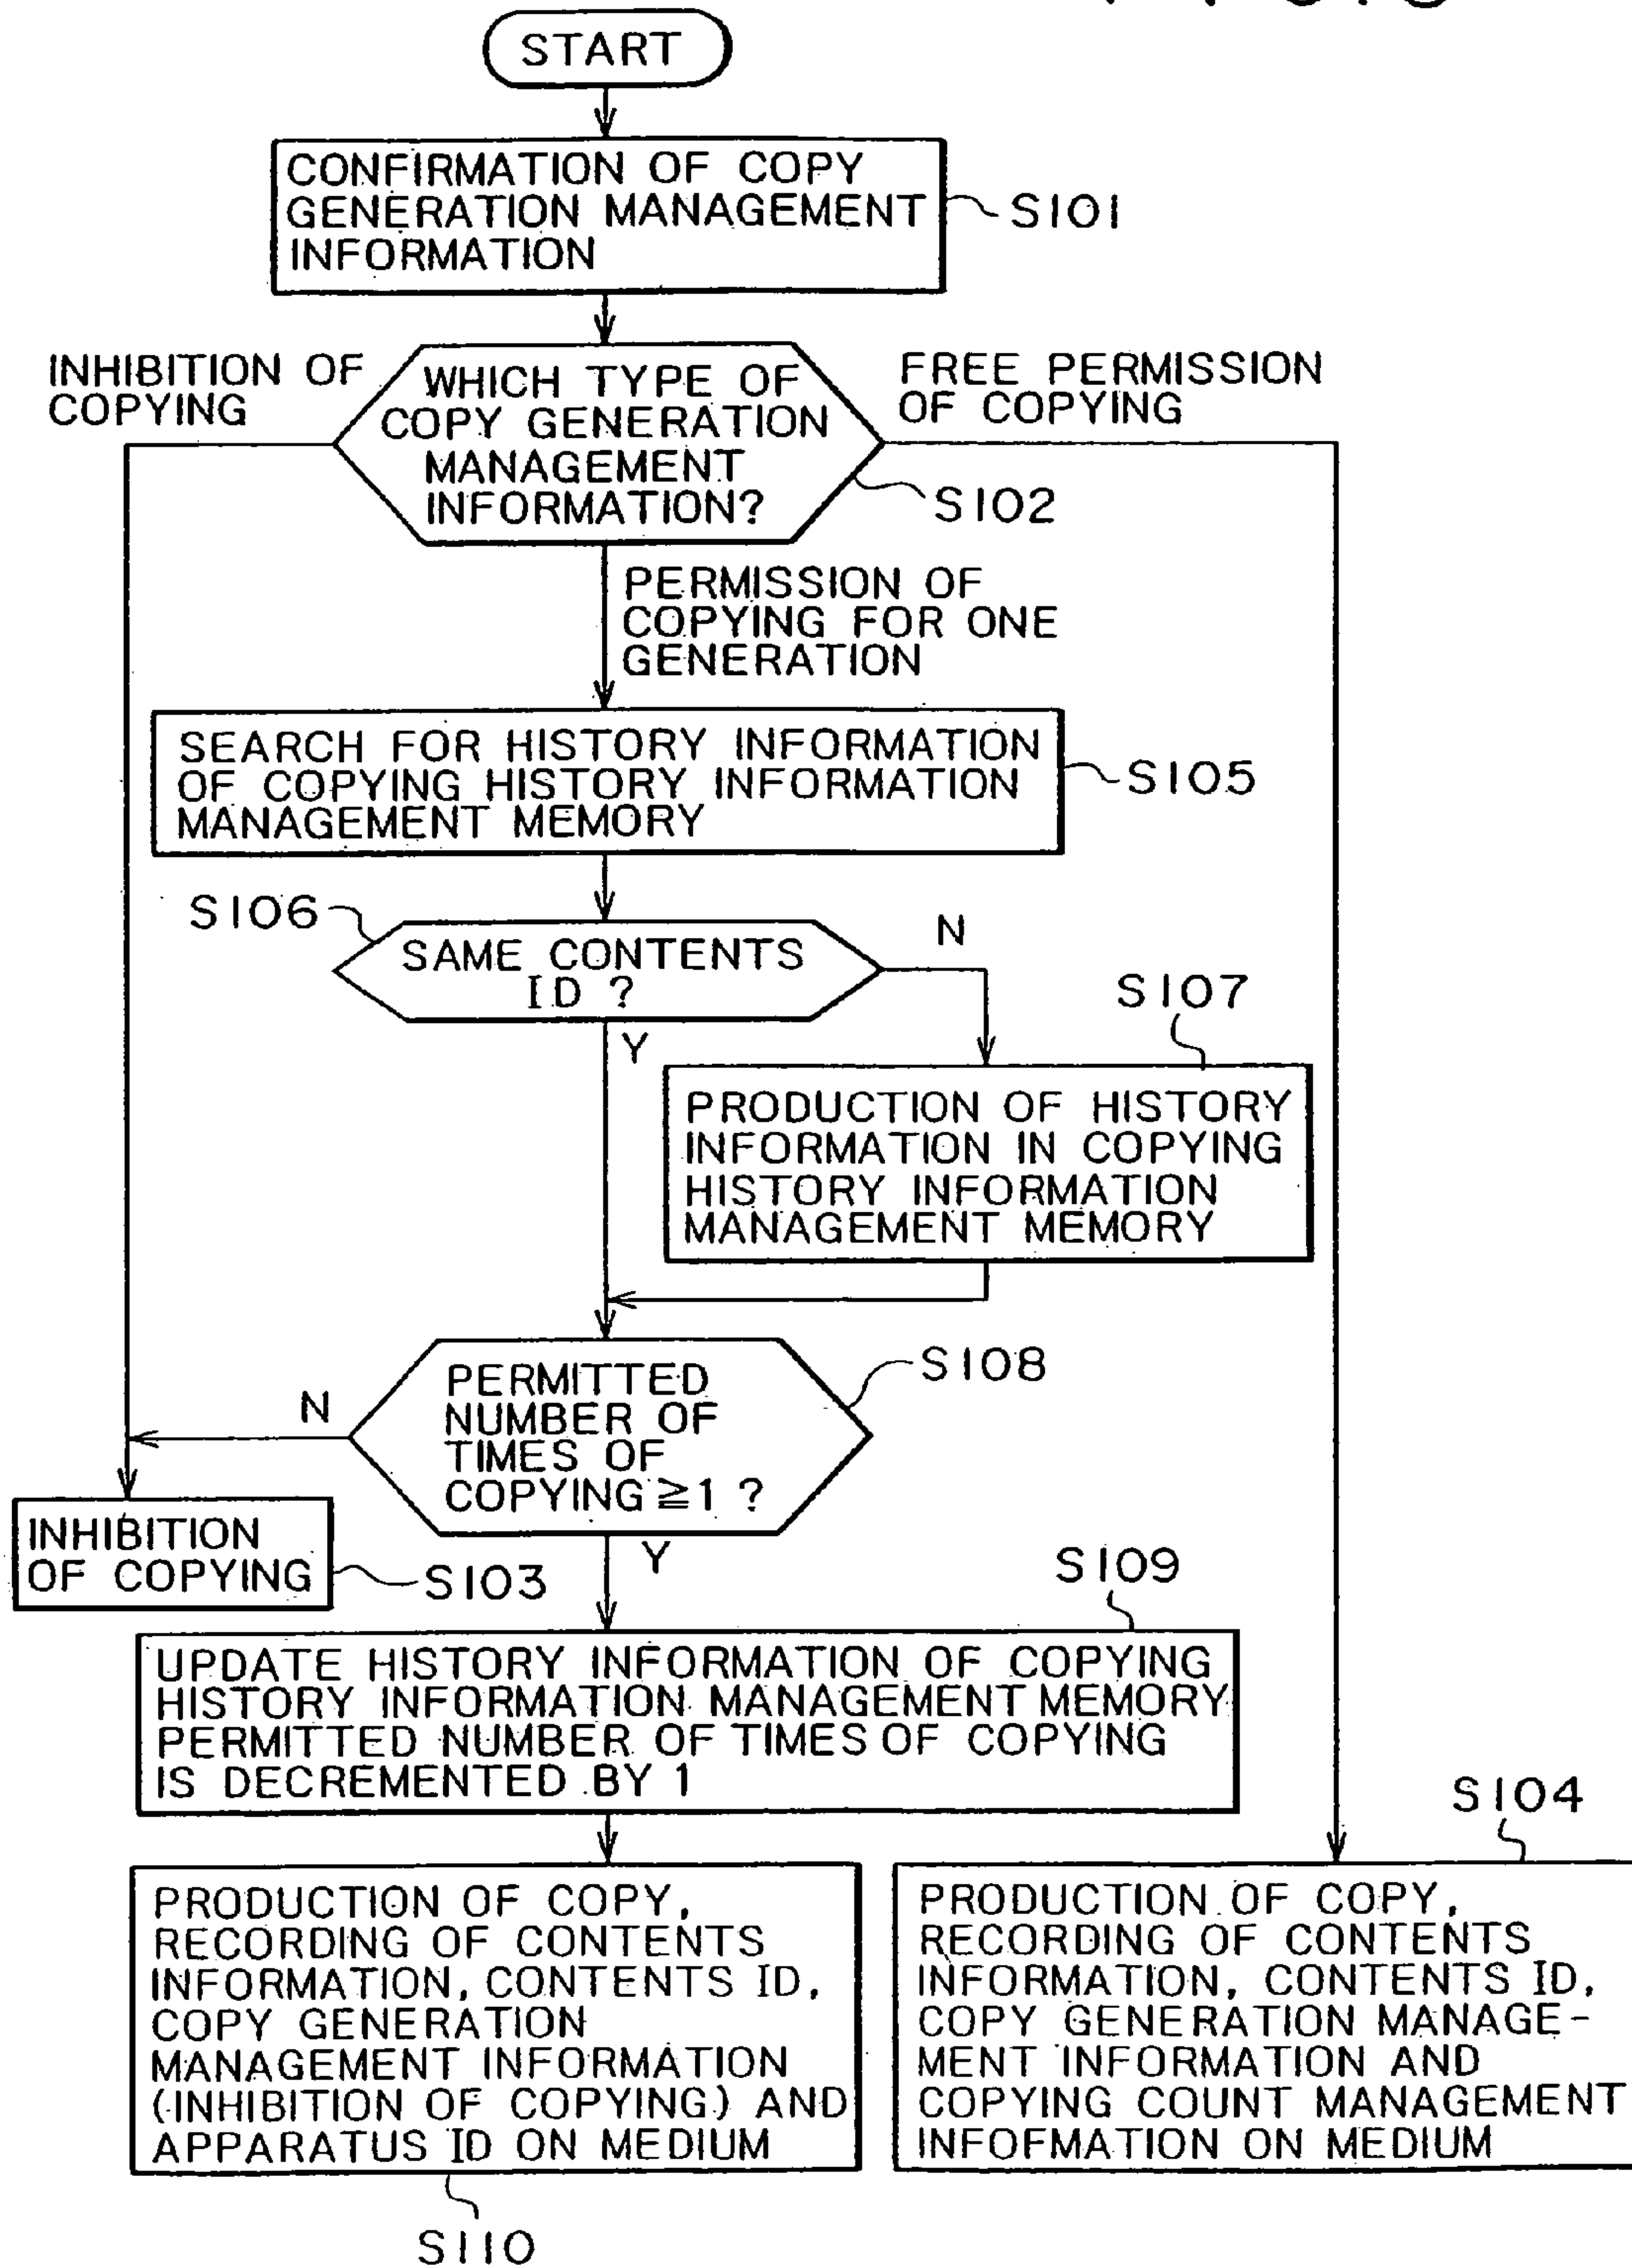 START
CONFIRMATION OF COPY
GENERATION MANAGEMENT
INFORMATION
S101
INHIBITION OF
COPYING
WHICH TYPE OF
COPY GENERATION
MANAGEMENT
INFORMATION?
FREE PERMISSION
OF COPYING
S102
PERMISSION OF
COPYING FOR ONE
GENERATION
SEARCH FOR HISTORY INFORMATION
OF COPYING HISTORY INFORMATION
MANAGEMENT MEMORY
S105
S106
SAME CONTENTS
ID ?
N
Y
S107
PRODUCTION OF HISTORY
INFORMATION IN COPYING
HISTORY INFORMATION
MANAGEMENT MEMORY
PERMITTED
NUMBER OF
TIMES OF
COPYING ≧ 1 ?
S108
N
Y
INHIBITION
OF COPYING
S103
S109
UPDATE HISTORY INFORMATION OF COPYING
HISTORY INFORMATION MANAGEMENT MEMORY
PERMITTED NUMBER OF TIMES OF COPYING
IS DECREMENTED BY 1
S104
PRODUCTION OF COPY,
RECORDING OF CONTENTS
INFORMATION, CONTENTS ID,
COPY GENERATION
MANAGEMENT INFORMATION
(INHIBITION OF COPYING) AND
APPARATUS ID ON MEDIUM
S110
PRODUCTION OF COPY,
RECORDING OF CONTENTS
INFORMATION, CONTENTS ID,
COPY GENERATION MANAGE-
MENT INFORMATION AND
COPYING COUNT MANAGEMENT
INFOFMATION ON MEDIUM